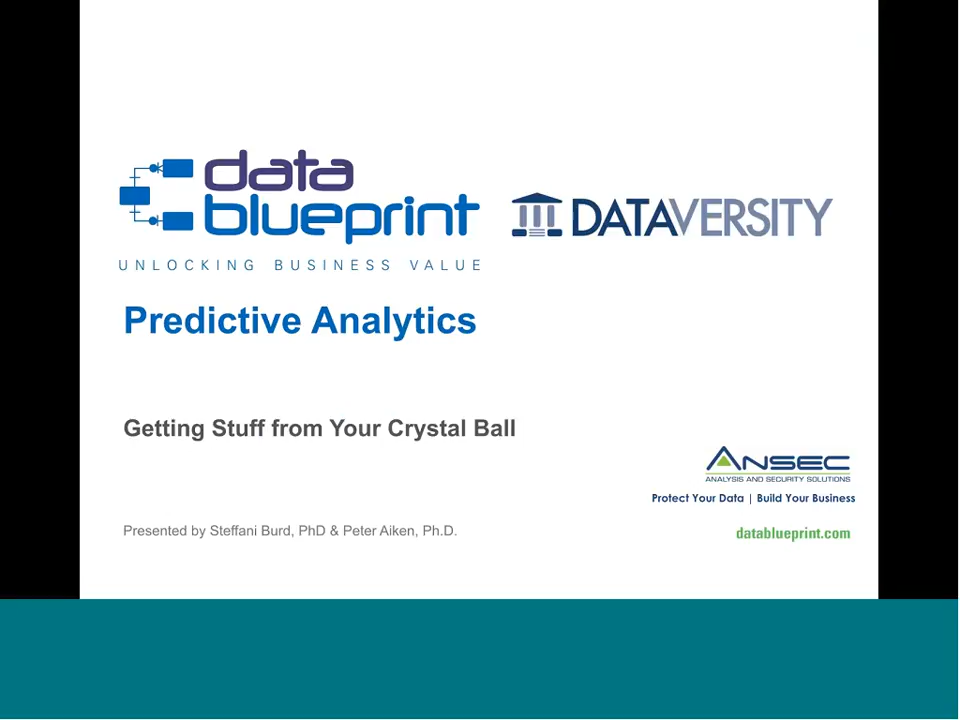 data
blueprint
UNLOCKING BUSINESS VALUE
DATAVERSITY
Predictive Analytics
Getting Stuff from Your Crystal Ball
ANSEC
ANALYSIS AND SECURITY SOLUTIONS
Protect Your Data | Build Your Business
Presented by Steffani Burd, PhD & Peter Aiken, Ph.D.
datablueprint.com